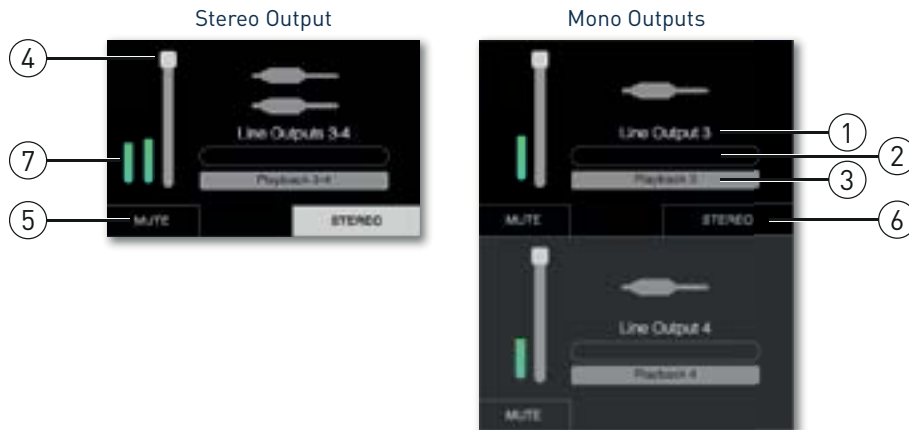 Stereo Output
Mono Outputs
4
7
5
Line Outputs 3-4
Playback 3-4
MUTE
STEREO
Line Output 3
Playback 3
MUTE
STEREO
1
2
3
6
Line Output 4
Playback 4
MUTE